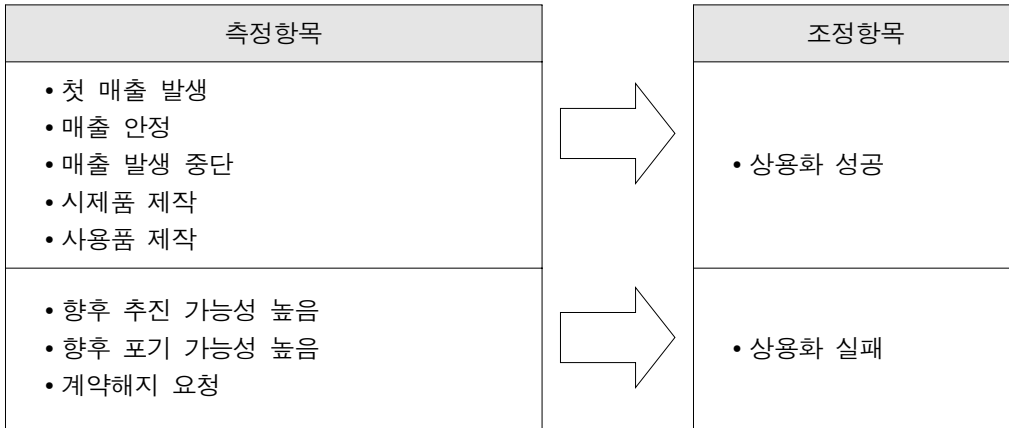 측정항목
조정항목
• 첫 매출 발생
• 매출 안정
• 매출 발생 중단
• 시제품 제작
• 사용품 제작
• 상용화 성공
• 향후 추진 가능성 높음
• 향후 포기 가능성 높음
• 계약해지 요청
• 상용화 실패